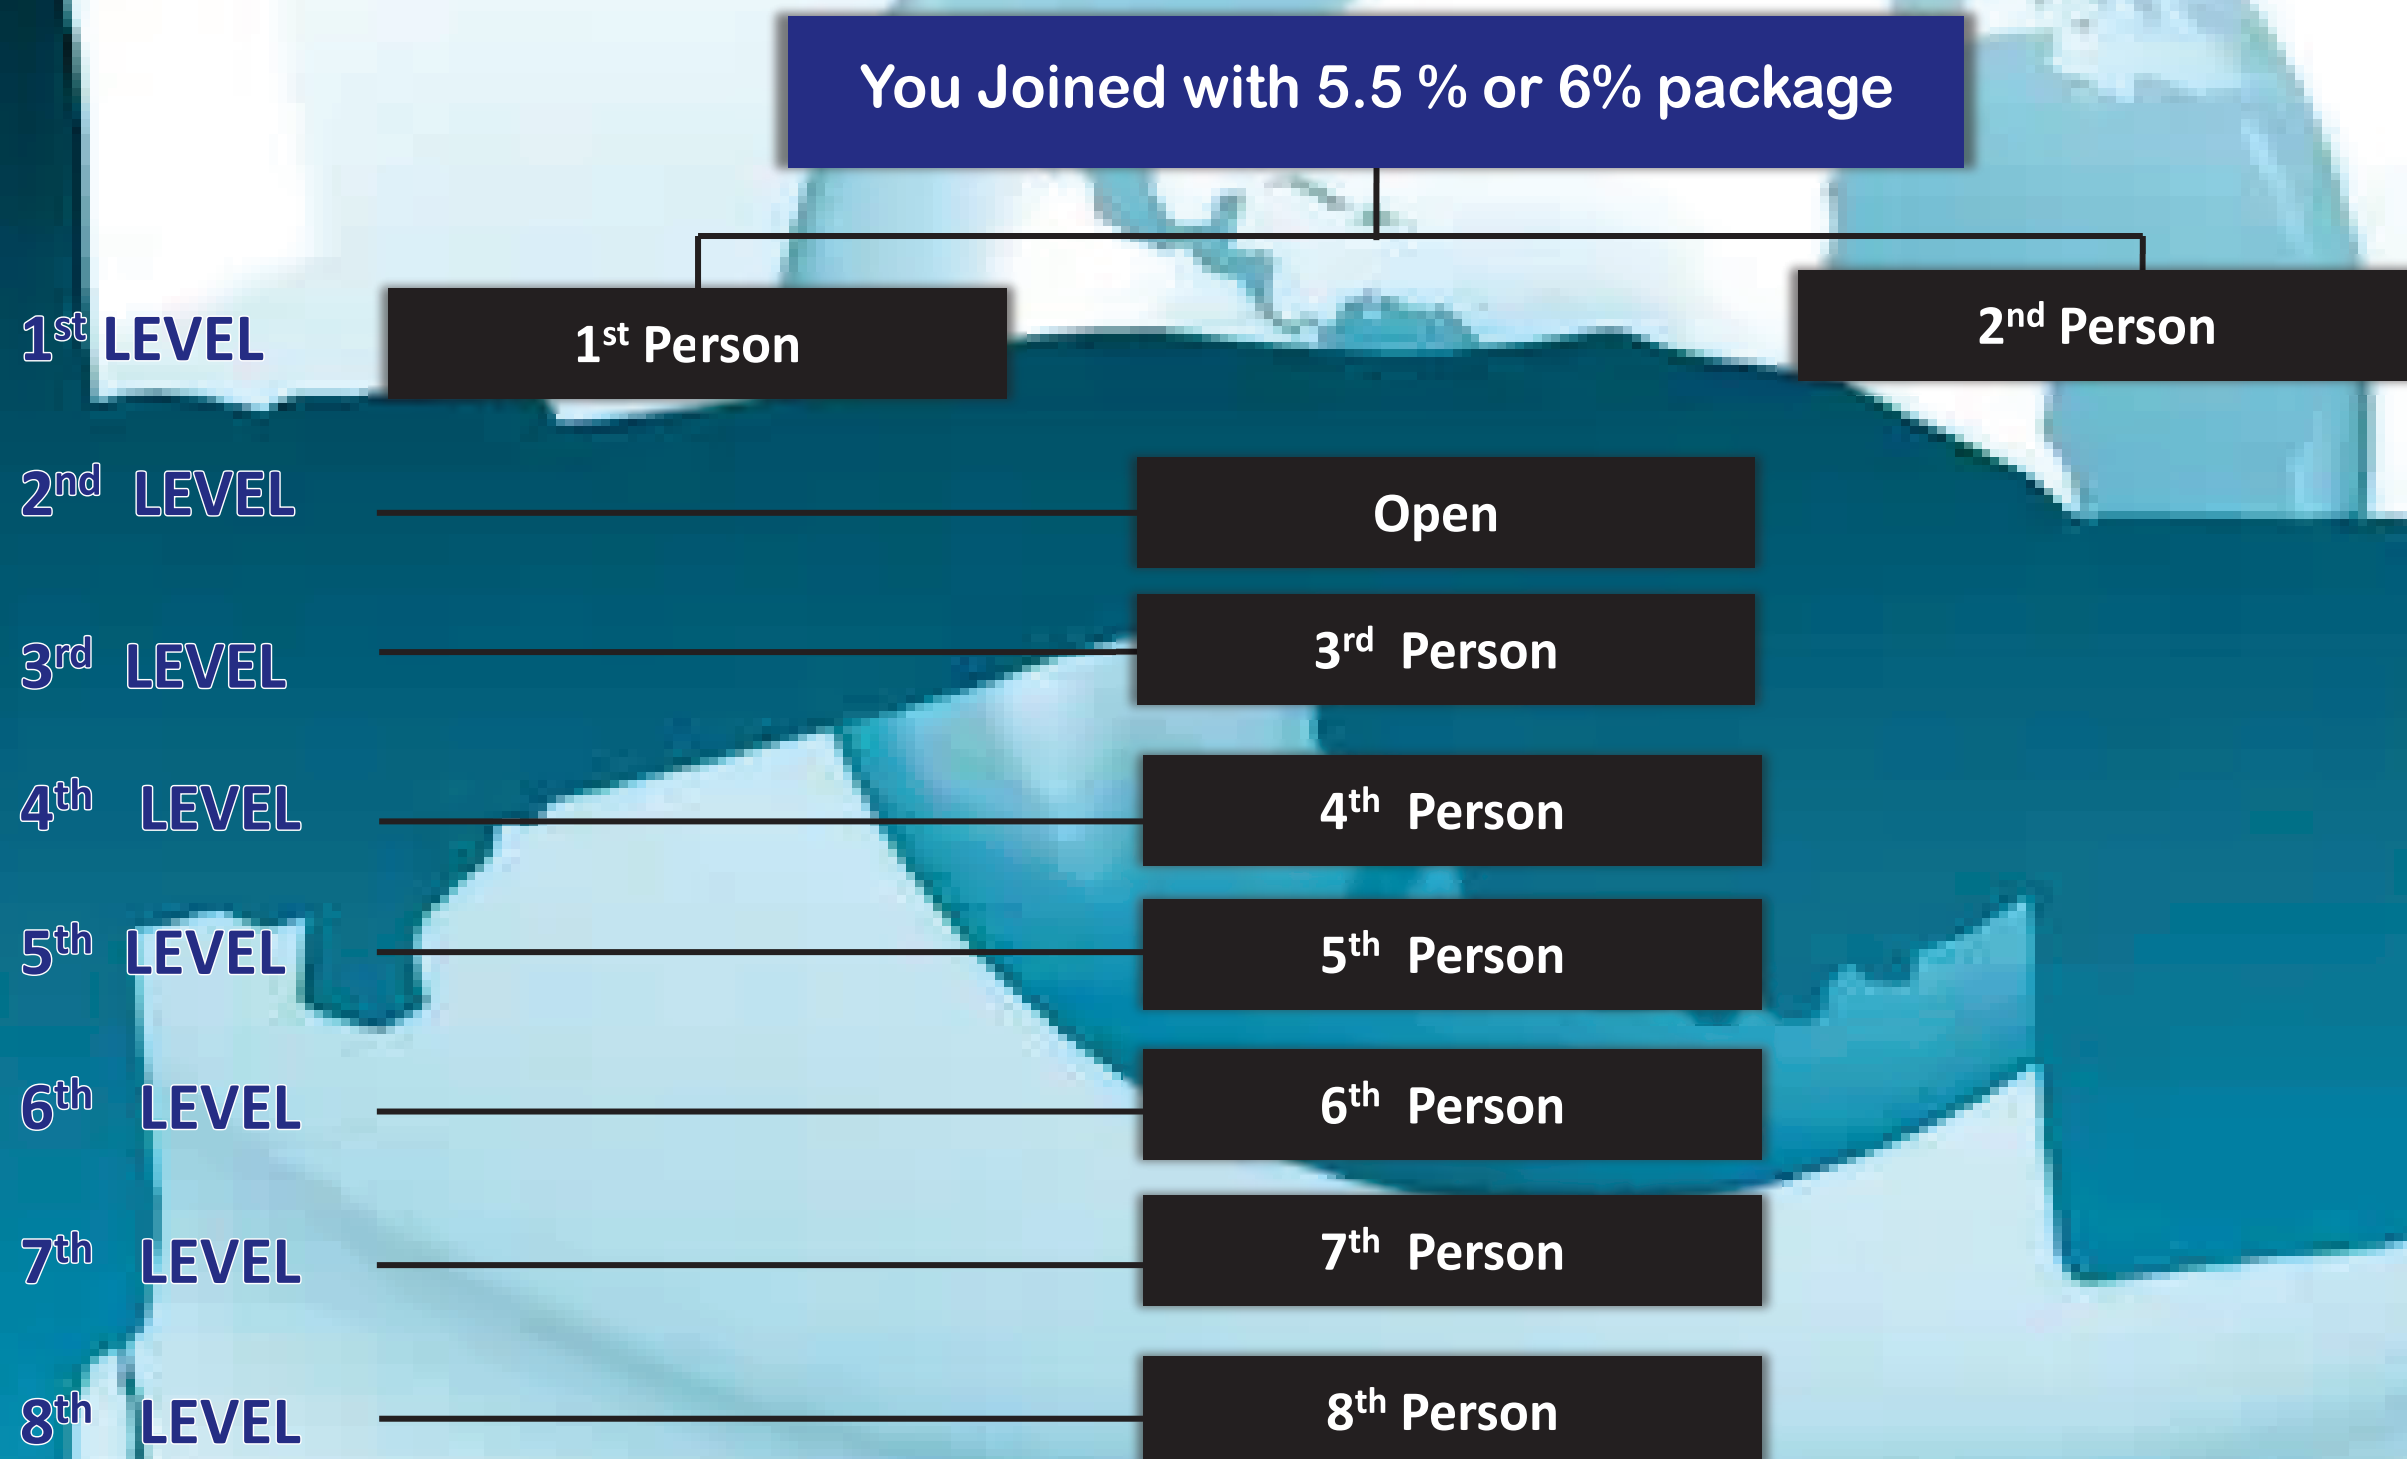 You Joined with 5.5 % or 6% package
1st LEVEL 1st Person 2nd Person
2nd LEVEL Open
3rd LEVEL 3rd Person
4th LEVEL 4th Person
5th LEVEL 5th Person
6th LEVEL 6th Person
7th LEVEL 7th Person
8th LEVEL 8th Person